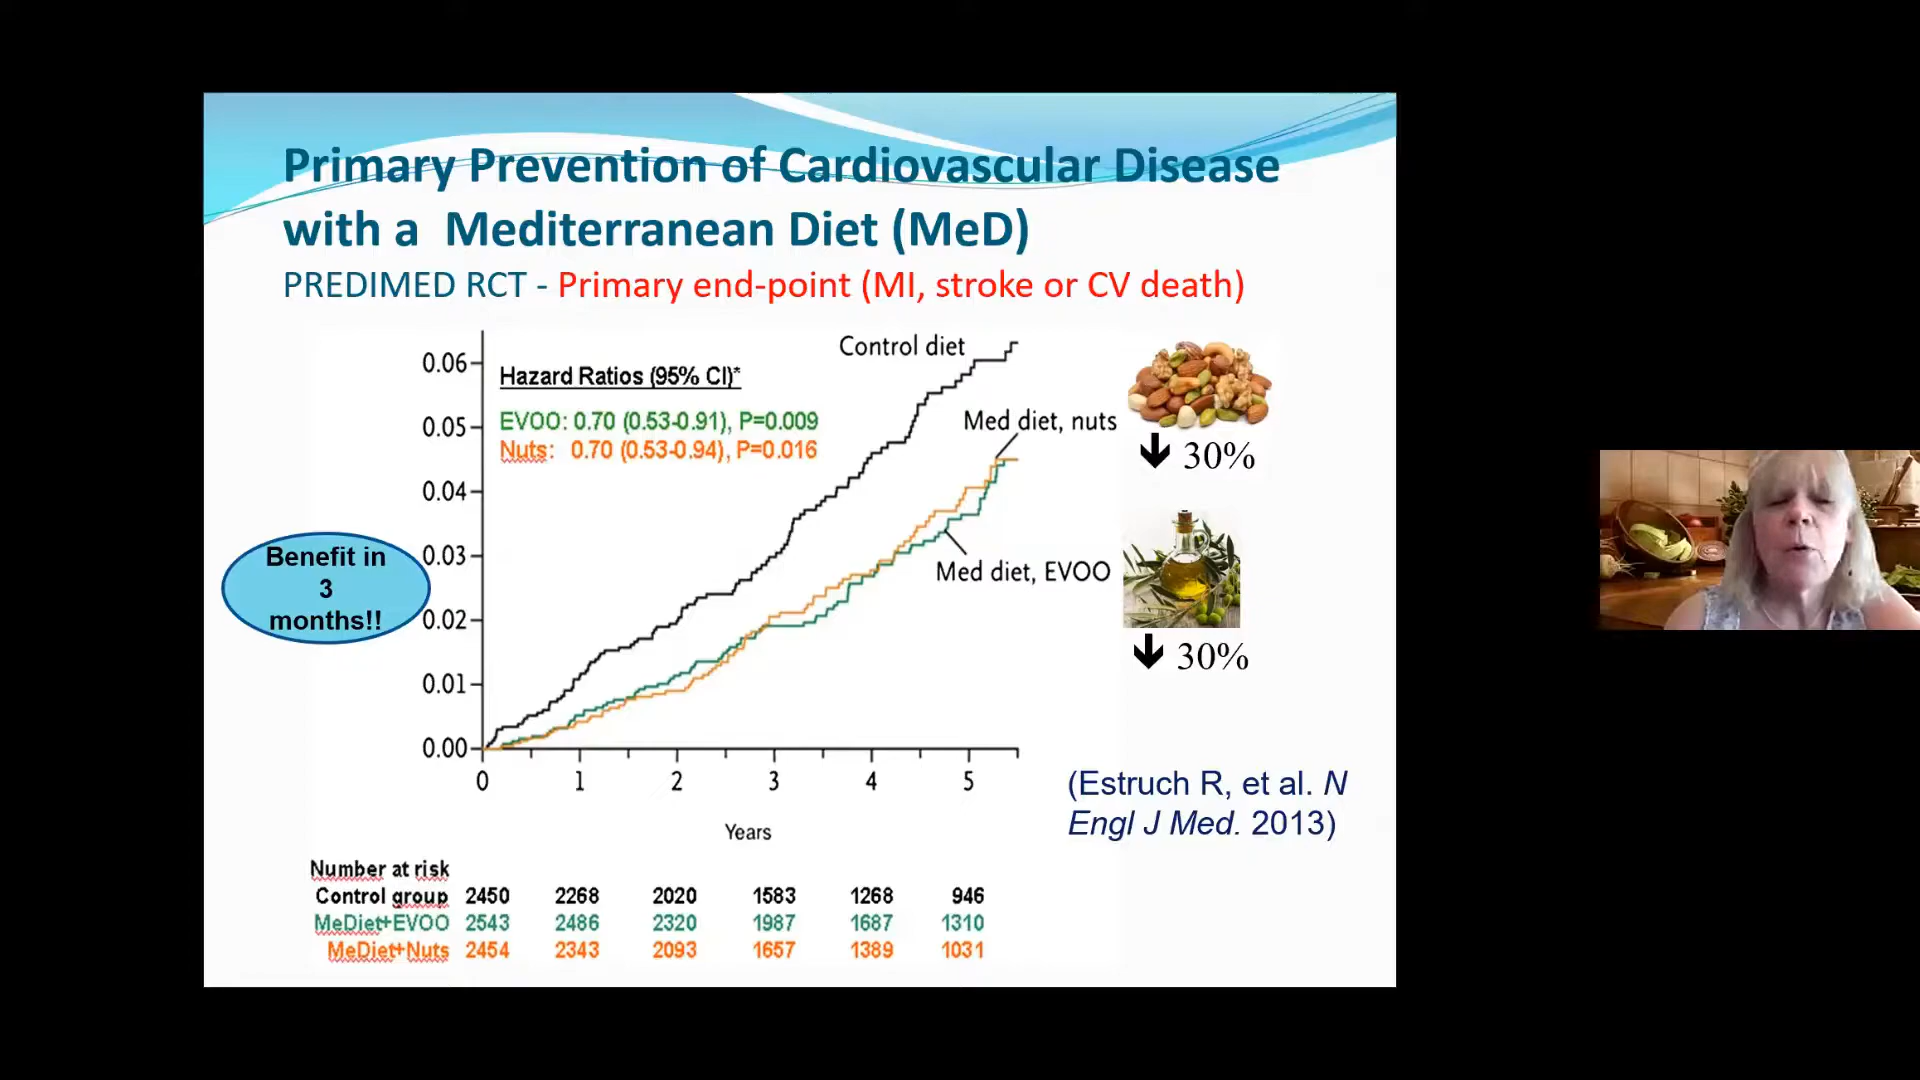 Primary Prevention of Cardiovascular Disease
with a Mediterranean Diet (MeD)
PREDIMED RCT - Primary end-point (MI, stroke or CV death)
Control diet
0.06
Hazard Ratios (95% CI)*
EVOO: 0.70 (0.53-0.91), P=0.009
Nuts: 0.70 (0.53-0.94), P=0.016
0.05
Med diet, nuts
30%
0.04
Benefit in
3
months!!
0.03
Med diet, EVOO
0.02
30%
0.01
0.00
0 1 2 3 4 5
Years
(Estruch R, et al. N
Engl J Med. 2013)
Number at risk
Control group 2450 2268 2020 1583 1268 946
MeDiet+EVOO 2543 2486 2320 1987 1687 1310
MeDiet+Nuts 2454 2343 2093 1657 1389 1031